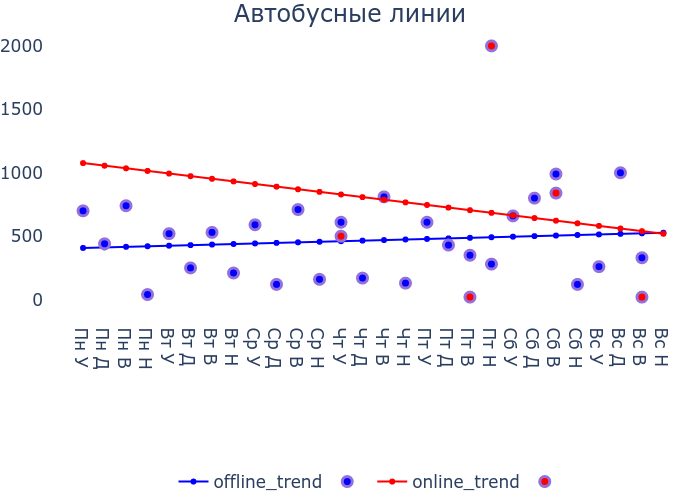 Автобусные линии
2000
1500
1000
500
0
Пн У
Пн Д
Пн В
Пн Н
Вт У
Вт Д
Вт В
Вт Н
Ср У
Ср Д
Ср В
Ср Н
Чт У
Чт Д
Чт В
Чт Н
Пт У
Пт Д
Пт В
Пт Н
Сб У
Сб Д
Сб В
Сб Н
Вс У
Вс Д
Вс В
Вс Н
offline_trend online_trend